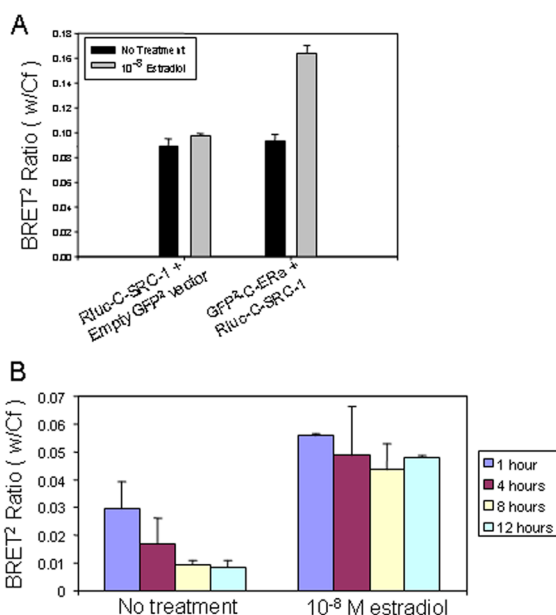 A
BRET² Ratio ( w/Cf )
0.18
0.16
0.14
0.12
0.10
0.08
0.06
0.04
0.02
0.00
No Treatment
10⁻⁸ Estradiol
Rluc-C-SRC-1 +
Empty GFP² vector
GFP²-C-ERa +
Rluc-C-SRC-1
B
BRET² Ratio ( w/Cf )
0.07
0.06
0.05
0.04
0.03
0.02
0.01
0
No treatment
10⁻⁸ M estradiol
1 hour
4 hours
8 hours
12 hours